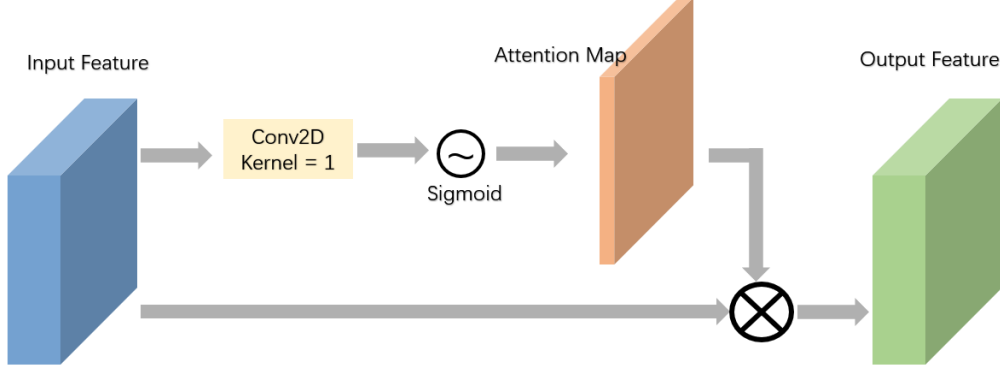 Input Feature
Attention Map
Output Feature
Conv2D
Kernel = 1
Sigmoid